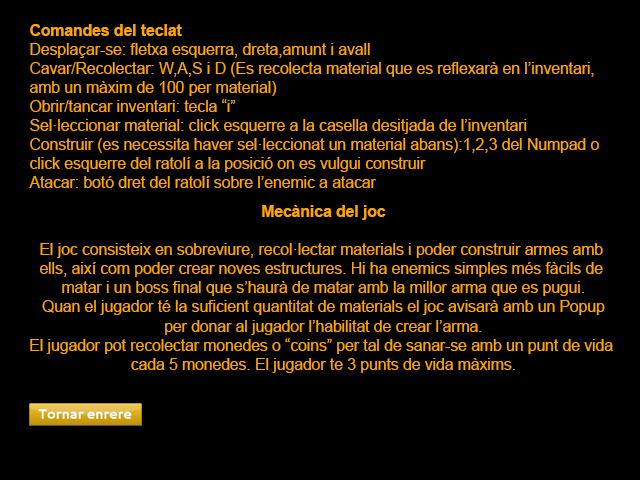 Comandes del teclat
Desplaçar-se: fletxa esquerra, dreta,amunt i avall
Cavar/Recolectar: W,A,S i D (Es recolecta material que es reflexarà en l’inventari,
amb un màxim de 100 per material)
Obrir/tancar inventari: tecla “i”
Sel·leccionar material: click esquerre a la casella desitjada de l’inventari
Construir (es necessita haver sel·leccionat un material abans):1,2,3 del Numpad o
click esquerre del ratolí a la posició on es vulgui construir
Atacar: botó dret del ratolí sobre l’enemic a atacar
Mecànica del joc
El joc consisteix en sobreviure, recol·lectar materials i poder construir armes amb
ells, així com poder crear noves estructures. Hi ha enemics simples més fàcils de
matar i un boss final que s’haurà de matar amb la millor arma que es pugui.
Quan el jugador té la suficient quantitat de materials el joc avisarà amb un Popup
per donar al jugador l’habilitat de crear l’arma.
El jugador pot recolectar monedes o “coins” per tal de sanar-se amb un punt de vida
cada 5 monedes. El jugador te 3 punts de vida màxims.
Tornar enrere